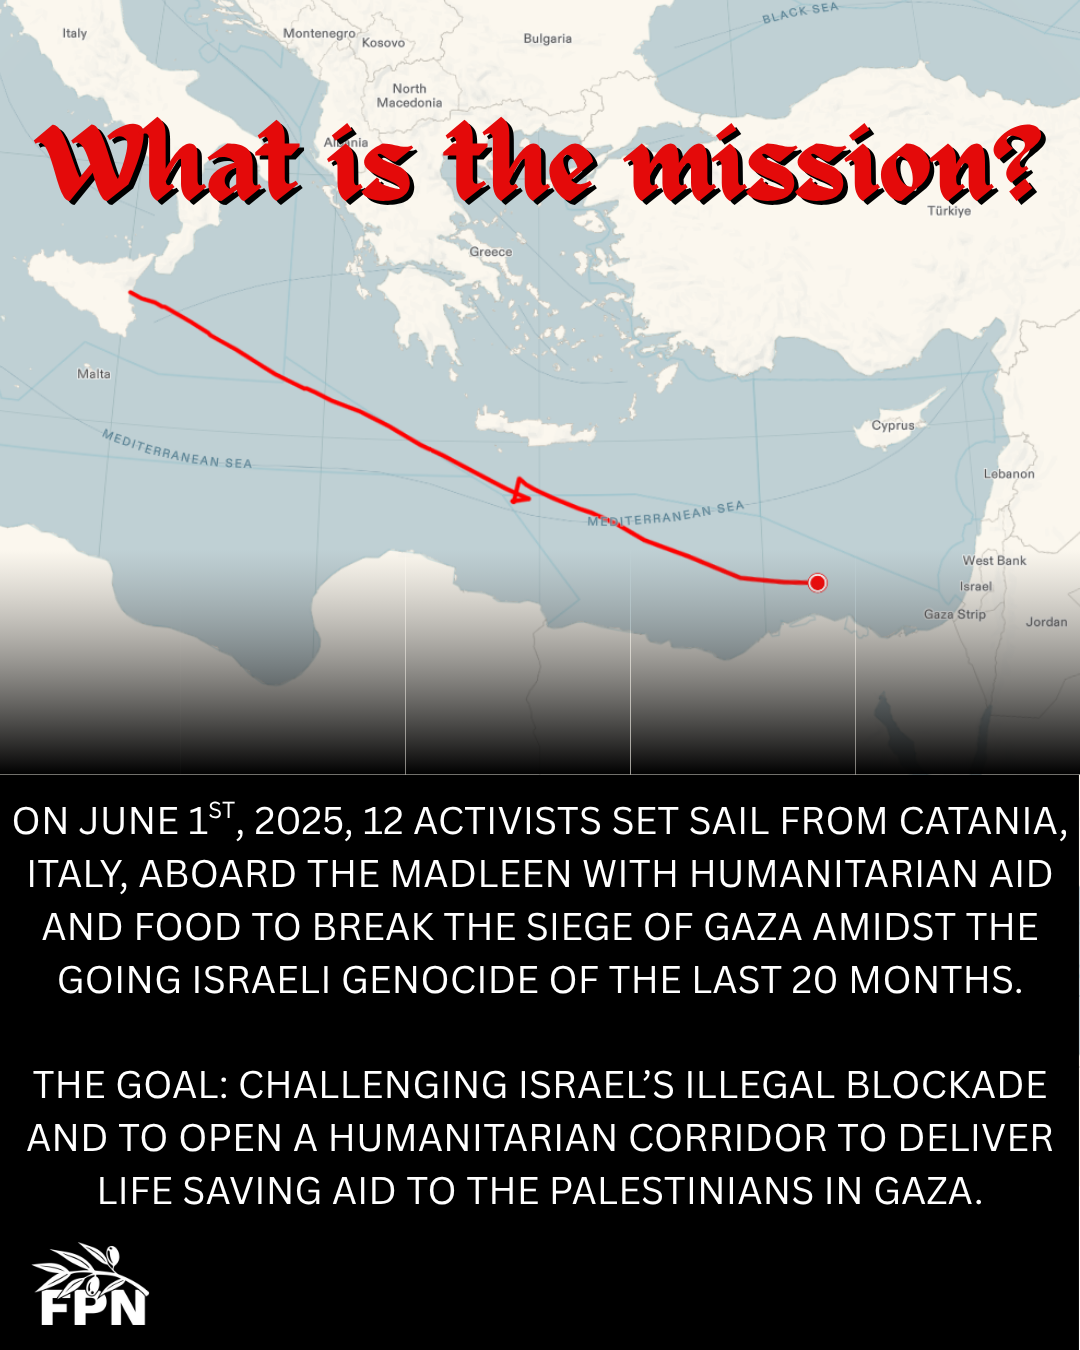 BLACK SEA
Italy
Montenegro
Kosovo
Bulgaria
North
Macedonia
Albania
What is the mission?
Türkiye
Greece
Malta
Cyprus
MEDITERRANEAN SEA
Lebanon
MEDITERRANEAN SEA
West Bank
Israel
Gaza Strip
Jordan
ON JUNE 1ST, 2025, 12 ACTIVISTS SET SAIL FROM CATANIA,
ITALY, ABOARD THE MADLEEN WITH HUMANITARIAN AID
AND FOOD TO BREAK THE SIEGE OF GAZA AMIDST THE
GOING ISRAELI GENOCIDE OF THE LAST 20 MONTHS.
THE GOAL: CHALLENGING ISRAEL’S ILLEGAL BLOCKADE
AND TO OPEN A HUMANITARIAN CORRIDOR TO DELIVER
LIFE SAVING AID TO THE PALESTINIANS IN GAZA.
FPN